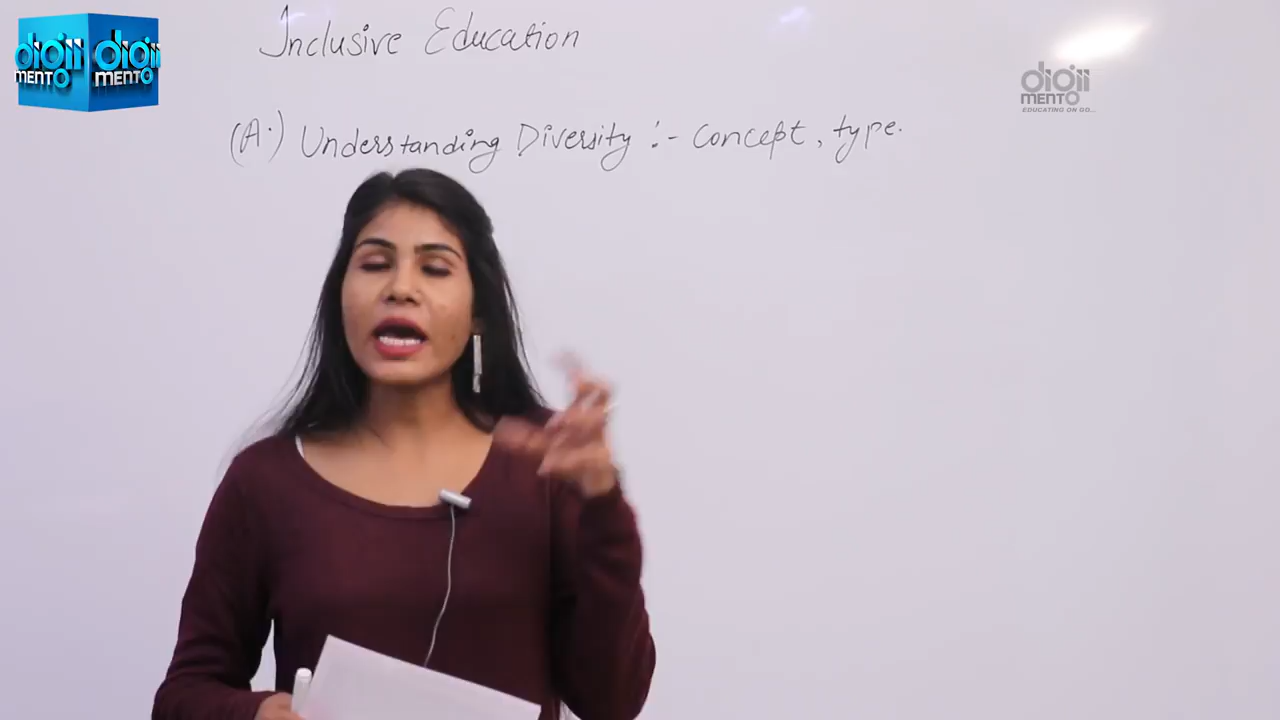 Inclusive Education
digii digii
MENTO MENTO
digii
MENTO
EDUCATING ON GO...
(A.) Understanding Diversity :- Concept, type.